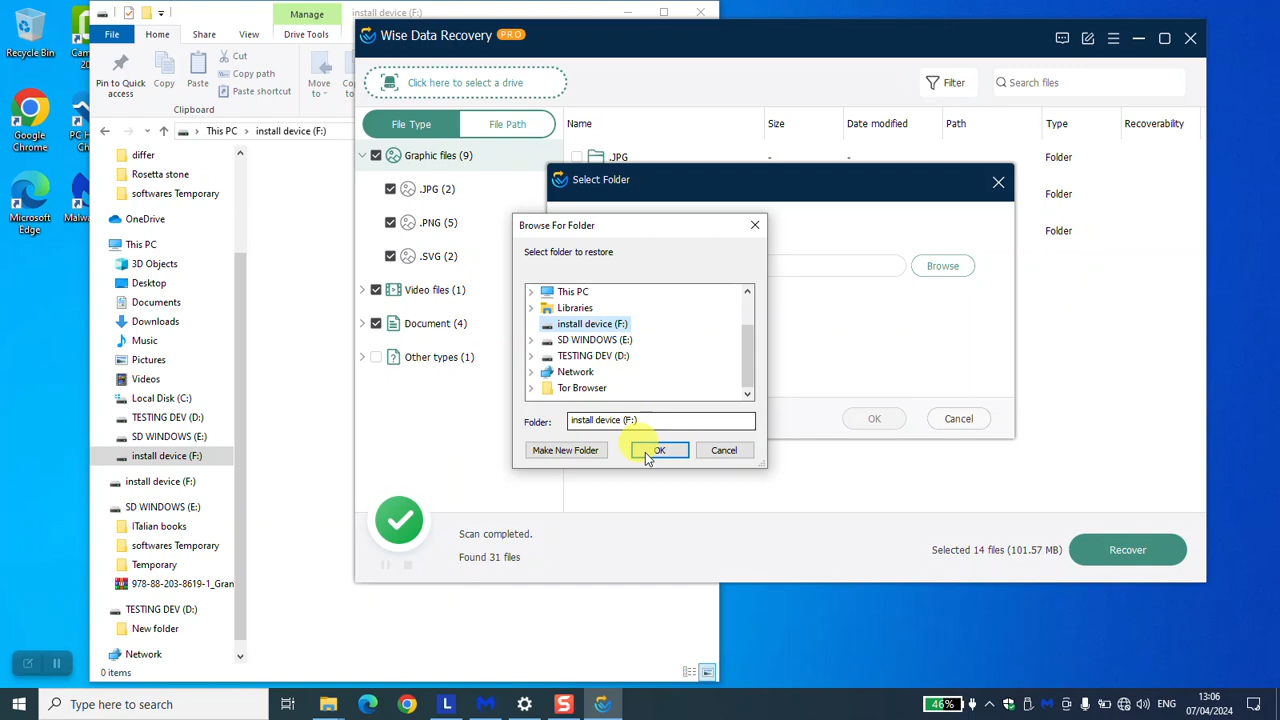 Recycle Bin
Cam
20
Google
Chrome
PC H
Microsoft
Edge
Malw
Manage
install device (F:)
File
Home
Share
View
Drive Tools
Pin to Quick
access
Copy
Paste
Cut
Copy path
Paste shortcut
Move
to
Clipboard
This PC
install device (F:)
differ
Rosetta stone
softwares Temporary
OneDrive
This PC
3D Objects
Desktop
Documents
Downloads
Music
Pictures
Videos
Local Disk (C:)
TESTING DEV (D:)
SD WINDOWS (E:)
install device (F:)
install device (F:)
SD WINDOWS (E:)
ITalian books
softwares Temporary
Temporary
978-88-203-8619-1_Gran
TESTING DEV (D:)
New folder
Network
0 items
Wise Data Recovery PRO
Click here to select a drive
Filter
Search files
File Type
File Path
Name
Size
Date modified
Path
Type
Recoverability
Graphic files (9)
.JPG (2)
.PNG (5)
.SVG (2)
Video files (1)
Document (4)
Other types (1)
.JPG
-
-
Folder
Folder
Folder
Select Folder
Browse
OK
Cancel
Browse For Folder
Select folder to restore
This PC
Libraries
install device (F:)
SD WINDOWS (E:)
TESTING DEV (D:)
Network
Tor Browser
Folder:
install device (F:)
Make New Folder
OK
Cancel
Scan completed.
Found 31 files
Selected 14 files (101.57 MB)
Recover
Type here to search
L
S
46%
ENG
13:06
07/04/2024